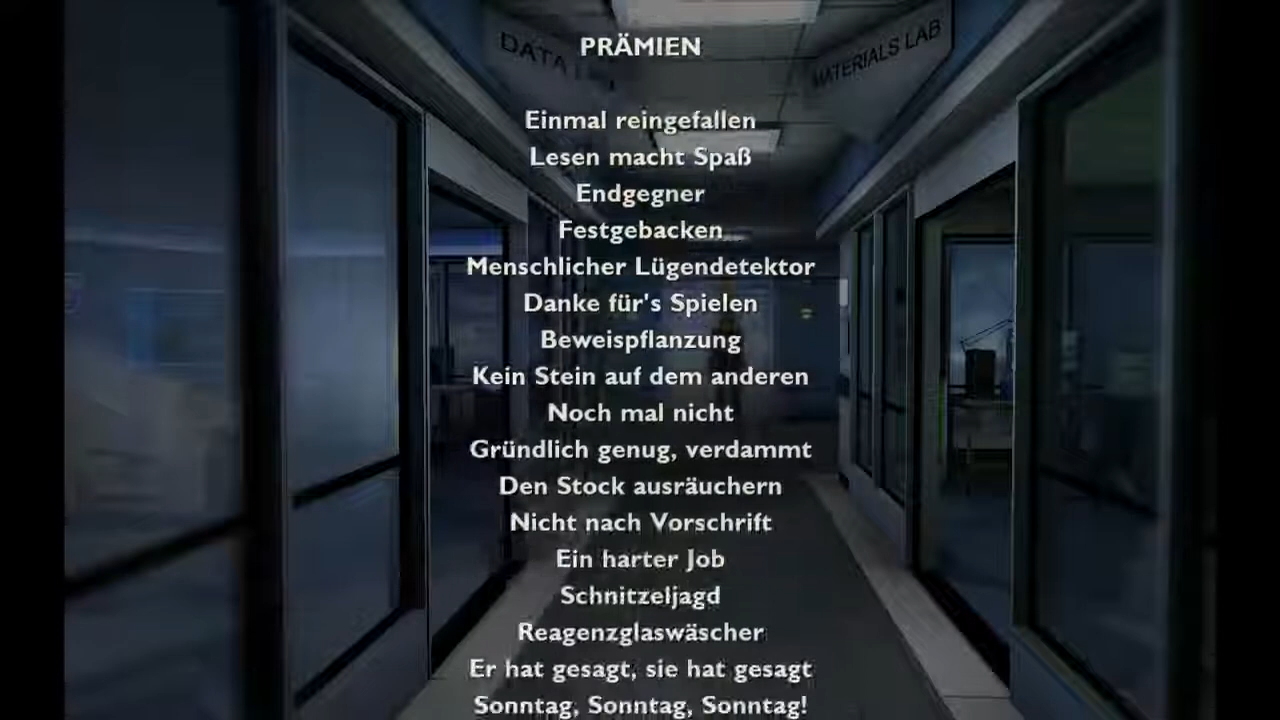 DATA
MATERIALS LAB
PRÄMIEN
Einmal reingefallen
Lesen macht Spaß
Endgegner
Festgebacken
Menschlicher Lügendetektor
Danke für's Spielen
Beweispflanzung
Kein Stein auf dem anderen
Noch mal nicht
Gründlich genug, verdammt
Den Stock ausräuchern
Nicht nach Vorschrift
Ein harter Job
Schnitzeljagd
Reagenzglaswäscher
Er hat gesagt, sie hat gesagt
Sonntag, Sonntag, Sonntag!